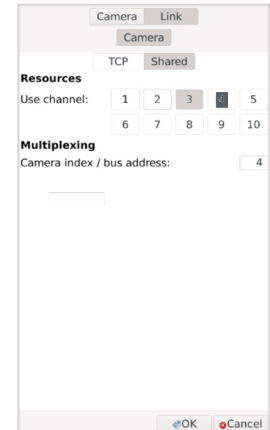 Camera Link
Camera
TCP Shared
Resources
Use channel: 1 2 3 4 5
6 7 8 9 10
Multiplexing
Camera index / bus address: 4
OK Cancel